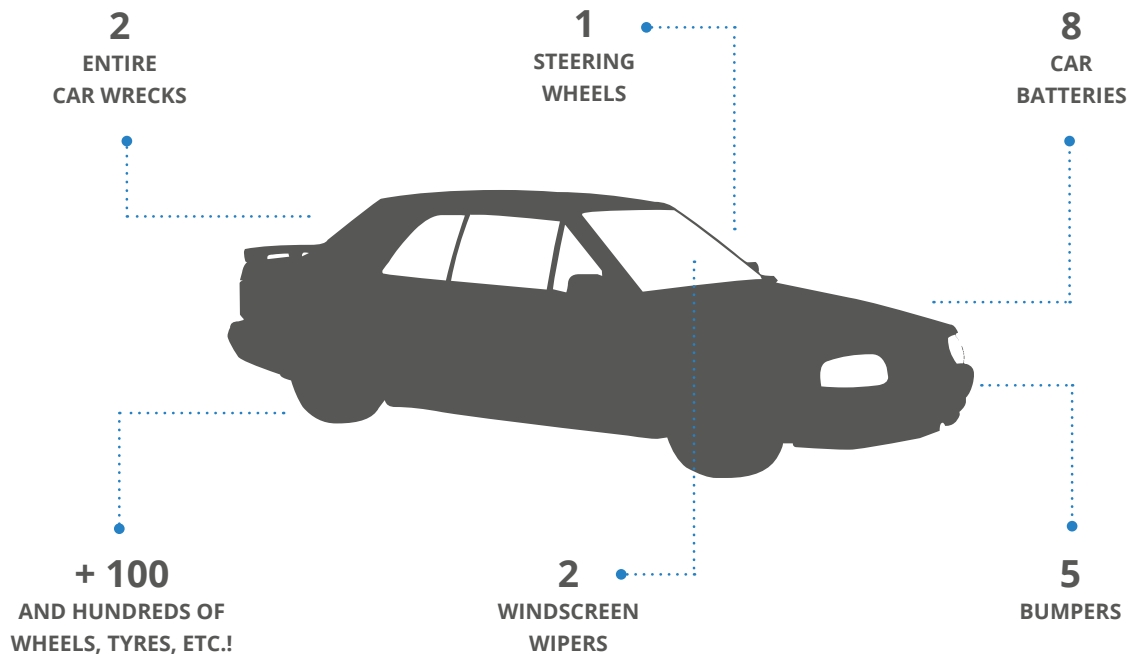 2
ENTIRE
CAR WRECKS
1
STEERING
WHEELS
8
CAR
BATTERIES
+ 100
AND HUNDREDS OF
WHEELS, TYRES, ETC.!
2
WINDSCREEN
WIPERS
5
BUMPERS